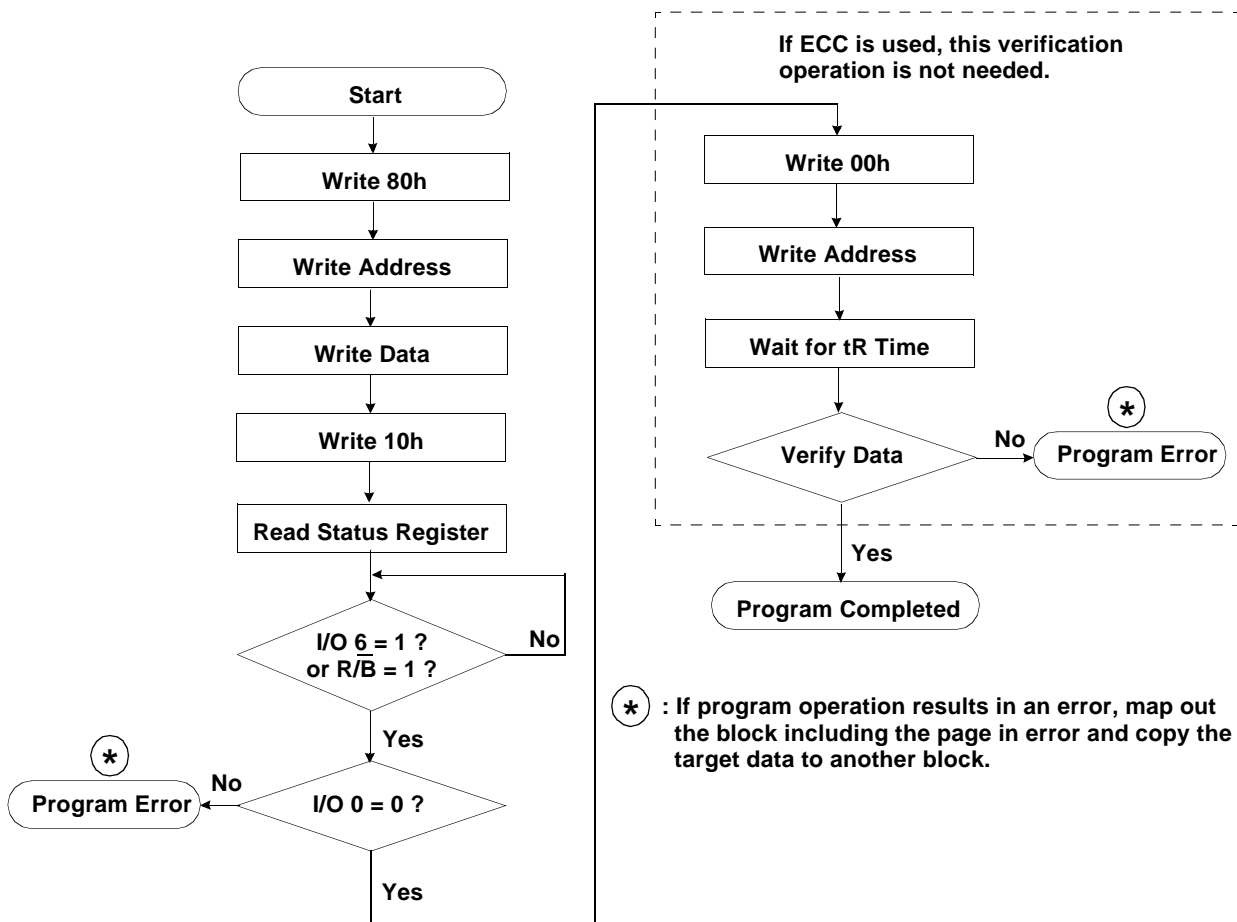 Start
Write 80h
Write Address
Write Data
Write 10h
Read Status Register
I/O 6 = 1 ?
or R/B̅ = 1 ?
No
Yes
*
No
Program Error
I/O 0 = 0 ?
Yes
If ECC is used, this verification
operation is not needed.
Write 00h
Write Address
Wait for tR Time
*
Verify Data
No
Program Error
Yes
Program Completed
* : If program operation results in an error, map out
the block including the page in error and copy the
target data to another block.